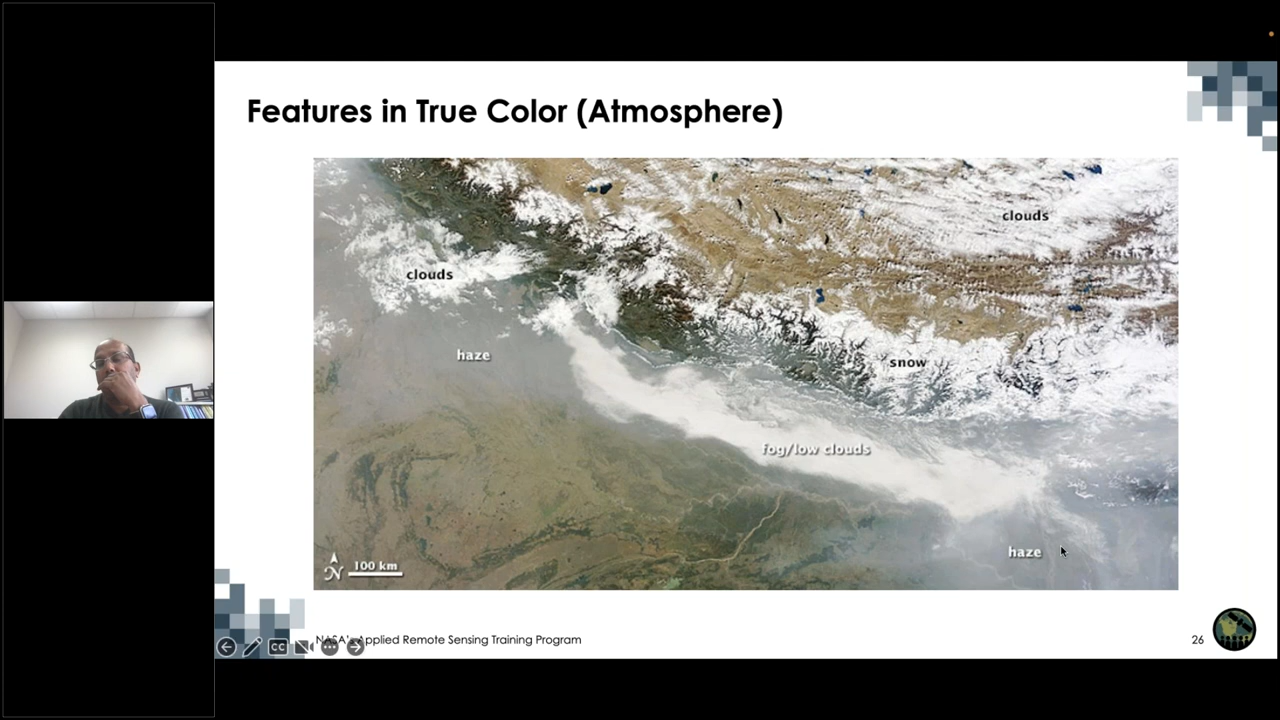 Features in True Color (Atmosphere)
clouds
clouds
haze
snow
fog/low clouds
haze
N
100 km
NASA's Applied Remote Sensing Training Program
26
CC